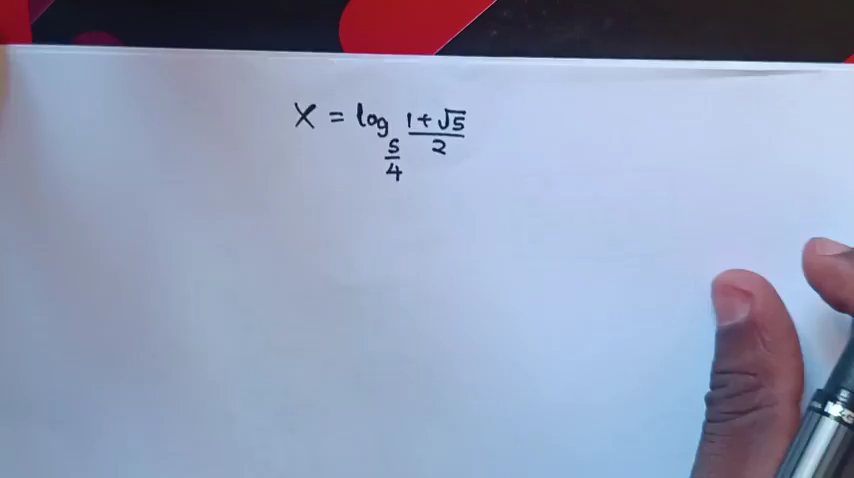 X = log_{5/4} (1+√5)/2